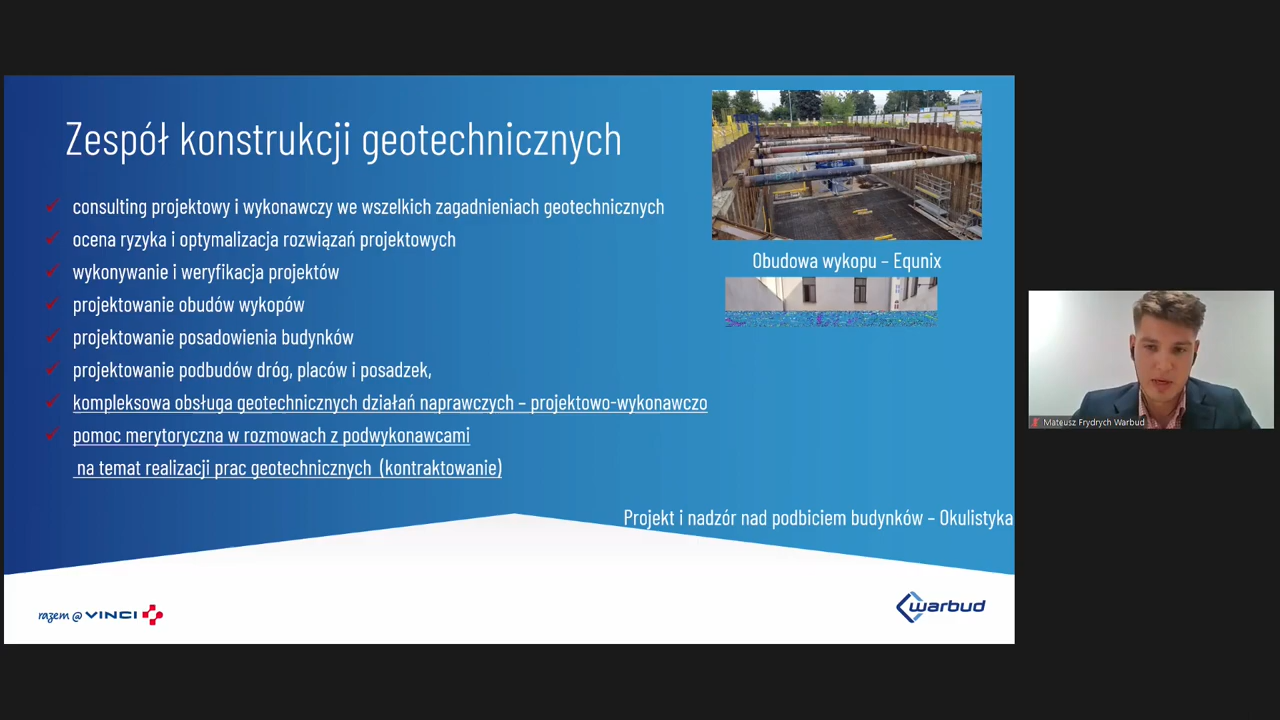 Zespół konstrukcji geotechnicznych
consulting projektowy i wykonawczy we wszelkich zagadnieniach geotechnicznych
ocena ryzyka i optymalizacja rozwiązań projektowych
wykonywanie i weryfikacja projektów
projektowanie obudów wykopów
projektowanie posadowienia budynków
projektowanie podbudów dróg, placów i posadzek,
kompleksowa obsługa geotechnicznych działań naprawczych – projektowo-wykonawczo
pomoc merytoryczna w rozmowach z podwykonawcami
na temat realizacji prac geotechnicznych (kontraktowanie)
Obudowa wykopu – Equnix
Projekt i nadzór nad podbiciem budynków – Okulistyka
razem @ VINCI
warbud
Mateusz Frydrych Warbud